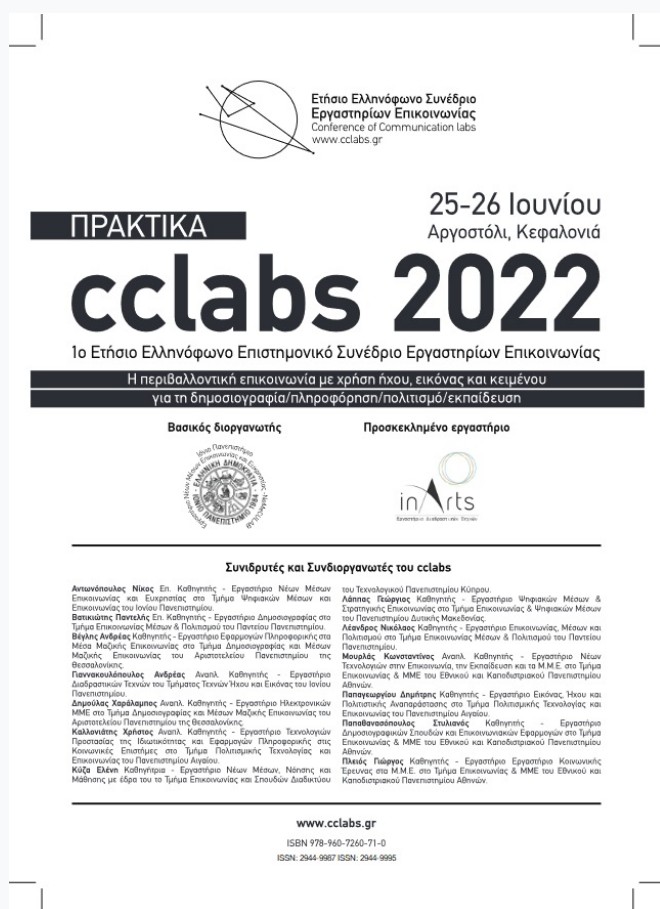 Ετήσιο Ελληνόφωνο Συνέδριο
Εργαστηρίων Επικοινωνίας
Conference of Communication labs
www.cclabs.gr
25-26 Ιουνίου
ΠΡΑΚΤΙΚΑ
Αργοστόλι, Κεφαλονιά
cclabs 2022
1ο Ετήσιο Ελληνόφωνο Επιστημονικό Συνέδριο Εργαστηρίων Επικοινωνίας
Η περιβαλλοντική επικοινωνία με χρήση ήχου, εικόνας και κειμένου
για τη δημοσιογραφία/πληροφόρηση/πολιτισμό/εκπαίδευση
Βασικός διοργανωτής
Προσκεκλημένο εργαστήριο
Ιόνιο Πανεπιστήμιο
ΕΛΛΗΝΙΚΗ ΔΗΜΟΚΡΑΤΙΑ
ΙΟΝΙΟ ΠΑΝΕΠΙΣΤΗΜΙΟ 1984
inArts
Συνιδρυτές και Συνδιοργανωτές του cclabs
Αντωνόπουλος Νίκος Επ. Καθηγητής - Εργαστήριο Νέων Μέσων
Επικοινωνίας και Ευχρηστίας στο Τμήμα Ψηφιακών Μέσων και
Επικοινωνίας του Ιονίου Πανεπιστημίου.
Βατικιώτης Παντελής Επ. Καθηγητής - Εργαστήριο Δημοσιογραφίας στο
Τμήμα Επικοινωνίας Μέσων & Πολιτισμού του Παντείου Πανεπιστημίου.
Βέγλης Ανδρέας Καθηγητής - Εργαστήριο Εφαρμογών Πληροφορικής στα
Μέσα Μαζικής Επικοινωνίας στο Τμήμα Δημοσιογραφίας και Μέσων
Μαζικής Επικοινωνίας του Αριστοτελείου Πανεπιστημίου της
Θεσσαλονίκης.
Γιαννακουλόπουλος Ανδρέας Αναπλ. Καθηγητής - Εργαστήριο
Διαδραστικών Τεχνών του Τμήματος Τεχνών Ήχου και Εικόνας του Ιονίου
Πανεπιστημίου.
Δημούλας Χαράλαμπος Αναπλ. Καθηγητής - Εργαστήριο Ηλεκτρονικών
ΜΜΕ στο Τμήμα Δημοσιογραφίας και Μέσων Μαζικής Επικοινωνίας του
Αριστοτελείου Πανεπιστημίου της Θεσσαλονίκης.
Καλλονιάτης Χρήστος Αναπλ. Καθηγητής - Εργαστήριο Τεχνολογιών
Προστασίας της Ιδιωτικότητας και Εφαρμογών Πληροφορικής στις
Κοινωνικές Επιστήμες στο Τμήμα Πολιτισμικής Τεχνολογίας και
Επικοινωνίας του Πανεπιστημίου Αιγαίου.
Κύζα Ελένη Καθηγήτρια - Εργαστήριο Νέων Μέσων, Νόησης και
Μάθησης με έδρα του το Τμήμα Επικοινωνίας και Σπουδών Διαδικτύου
του Τεχνολογικού Πανεπιστημίου Κύπρου.
Λάππας Γεώργιος Καθηγητής - Εργαστήριο Ψηφιακών Μέσων &
Στρατηγικής Επικοινωνίας στο Τμήμα Επικοινωνίας & Ψηφιακών Μέσων
του Πανεπιστημίου Δυτικής Μακεδονίας.
Λέανδρος Νικόλαος Καθηγητής - Εργαστήριο Επικοινωνίας, Μέσων και
Πολιτισμού στο Τμήμα Επικοινωνίας Μέσων & Πολιτισμού του Παντείου
Πανεπιστημίου.
Μουρλάς Κωνσταντίνος Αναπλ. Καθηγητής - Εργαστήριο Νέων
Τεχνολογιών στην Επικοινωνία, την Εκπαίδευση και τα Μ.Μ.Ε. στο Τμήμα
Επικοινωνίας & ΜΜΕ του Εθνικού και Καποδιστριακού Πανεπιστημίου
Αθηνών.
Παπαγεωργίου Δημήτρης Καθηγητής - Εργαστήριο Εικόνας, Ήχου και
Πολιτιστικής Αναπαράστασης στο Τμήμα Πολιτισμικής Τεχνολογίας και
Επικοινωνίας του Πανεπιστημίου Αιγαίου.
Παπαθανασόπουλος Στυλιανός Καθηγητής - Εργαστήριο
Δημοσιογραφικών Σπουδών και Επικοινωνιακών Εφαρμογών στο Τμήμα
Επικοινωνίας & ΜΜΕ του Εθνικού και Καποδιστριακού Πανεπιστημίου
Αθηνών.
Πλειός Γιώργος Καθηγητής - Εργαστήριο Εργαστήριο Κοινωνικής
Έρευνας στα Μ.Μ.Ε. στο Τμήμα Επικοινωνίας & ΜΜΕ του Εθνικού και
Καποδιστριακού Πανεπιστημίου Αθηνών.
www.cclabs.gr
ISBN 978-960-7260-71-0
ISSN: 2944-9987 ISSN: 2944-9995